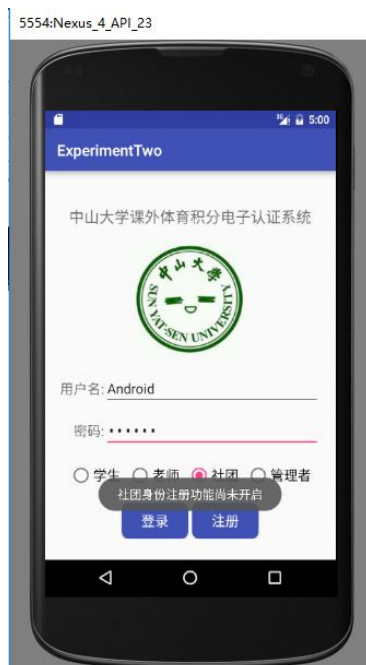 5554:Nexus_4_API_23
5:00
ExperimentTwo
中山大学课外体育积分电子认证系统
中山大学
SUN YAT-SEN UNIVERSITY
用户名: Android
密码: ••••••
学生 老师 社团 管理者
社团身份注册功能尚未开启
登录 注册